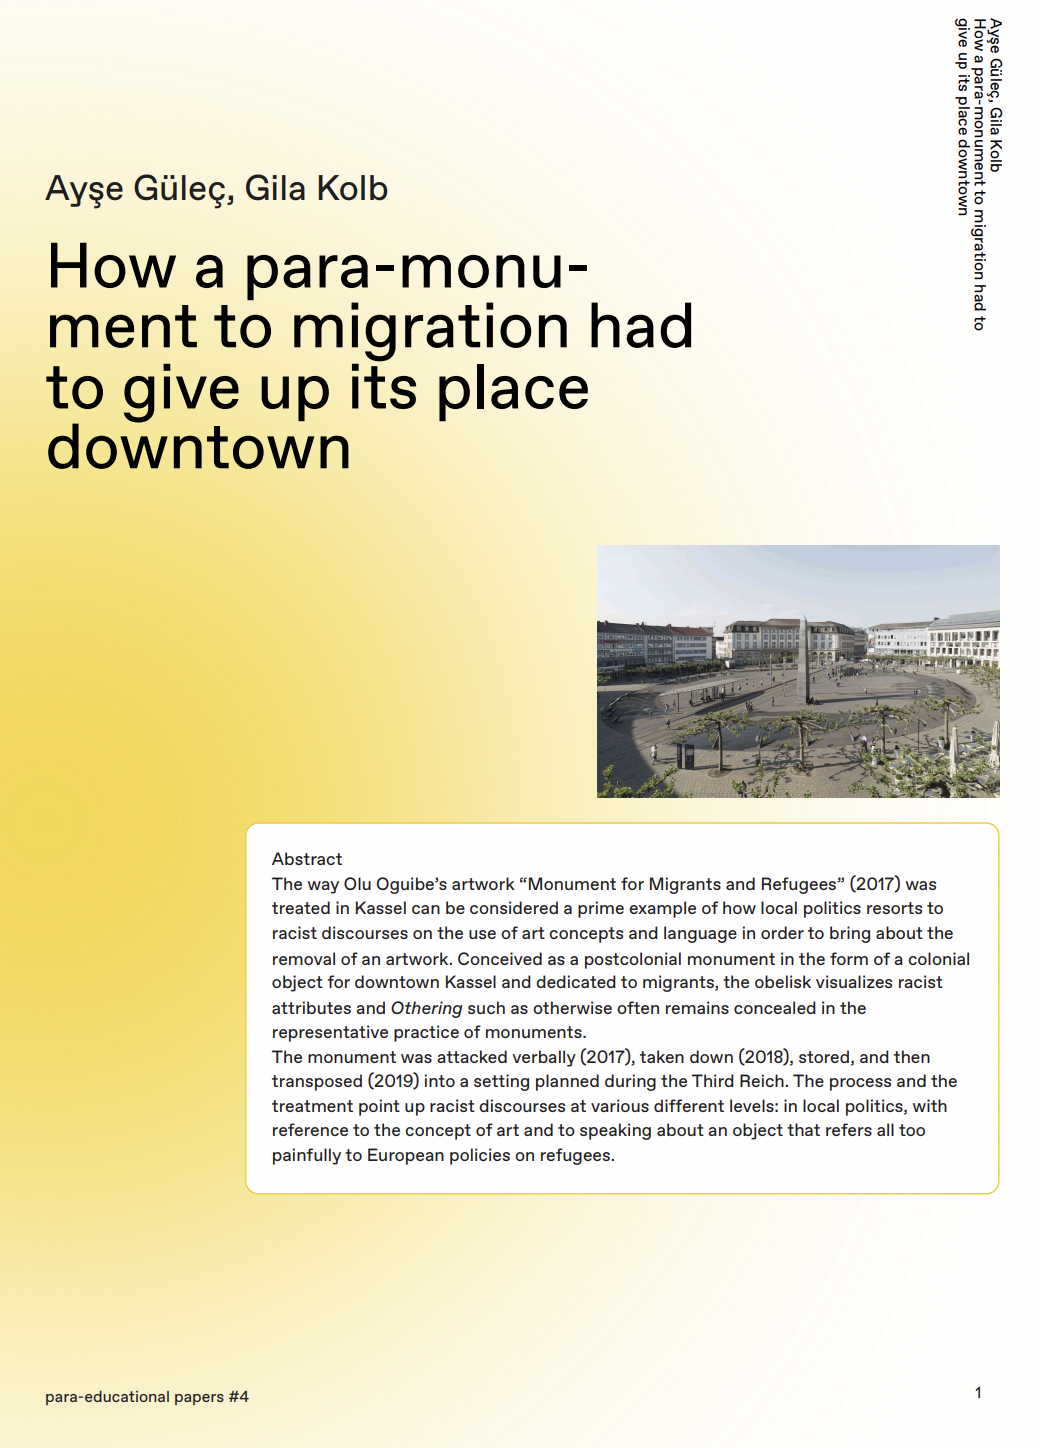 Ayşe Güleç, Gila Kolb
How a para-monument to migration had to
give up its place downtown
Ayşe Güleç, Gila Kolb
How a para-monu-
ment to migration had
to give up its place
downtown
Abstract
The way Olu Oguibe’s artwork “Monument for Migrants and Refugees” (2017) was
treated in Kassel can be considered a prime example of how local politics resorts to
racist discourses on the use of art concepts and language in order to bring about the
removal of an artwork. Conceived as a postcolonial monument in the form of a colonial
object for downtown Kassel and dedicated to migrants, the obelisk visualizes racist
attributes and Othering such as otherwise often remains concealed in the
representative practice of monuments.
The monument was attacked verbally (2017), taken down (2018), stored, and then
transposed (2019) into a setting planned during the Third Reich. The process and the
treatment point up racist discourses at various different levels: in local politics, with
reference to the concept of art and to speaking about an object that refers all too
painfully to European policies on refugees.
para-educational papers #4
1